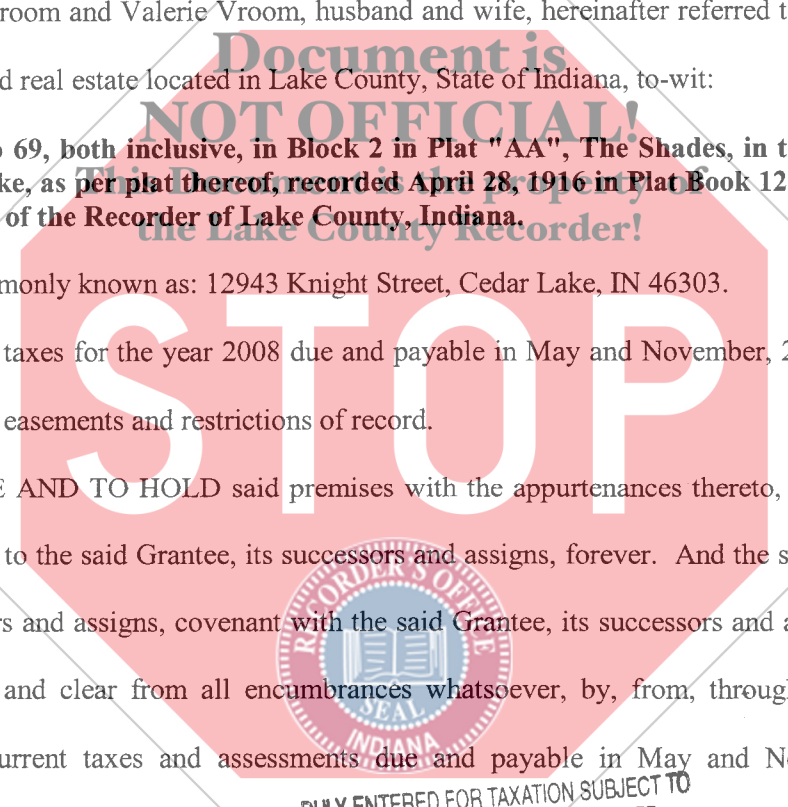 room and Valerie Vroom, husband and wife, hereinafter referred t
Document is
d real estate located in Lake County, State of Indiana, to-wit:
NOT OFFICIAL!
o 69, both inclusive, in Block 2 in Plat "AA", The Shades, in t
This Document is the property of
ke, as per plat thereof, recorded April 28, 1916 in Plat Book 12
of the Recorder of Lake County, Indiana.
the Lake County Recorder!
monly known as: 12943 Knight Street, Cedar Lake, IN 46303.
STOP
taxes for the year 2008 due and payable in May and November, 2
easements and restrictions of record.
E AND TO HOLD said premises with the appurtenances thereto,
to the said Grantee, its successors and assigns, forever. And the s
rs and assigns, covenant with the said Grantee, its successors and a
and clear from all encumbrances whatsoever, by, from, through
urrent taxes and assessments due and payable in May and No
RECORDER'S OFFICE
SEAL
INDIANA
DULY ENTERED FOR TAXATION SUBJECT TO